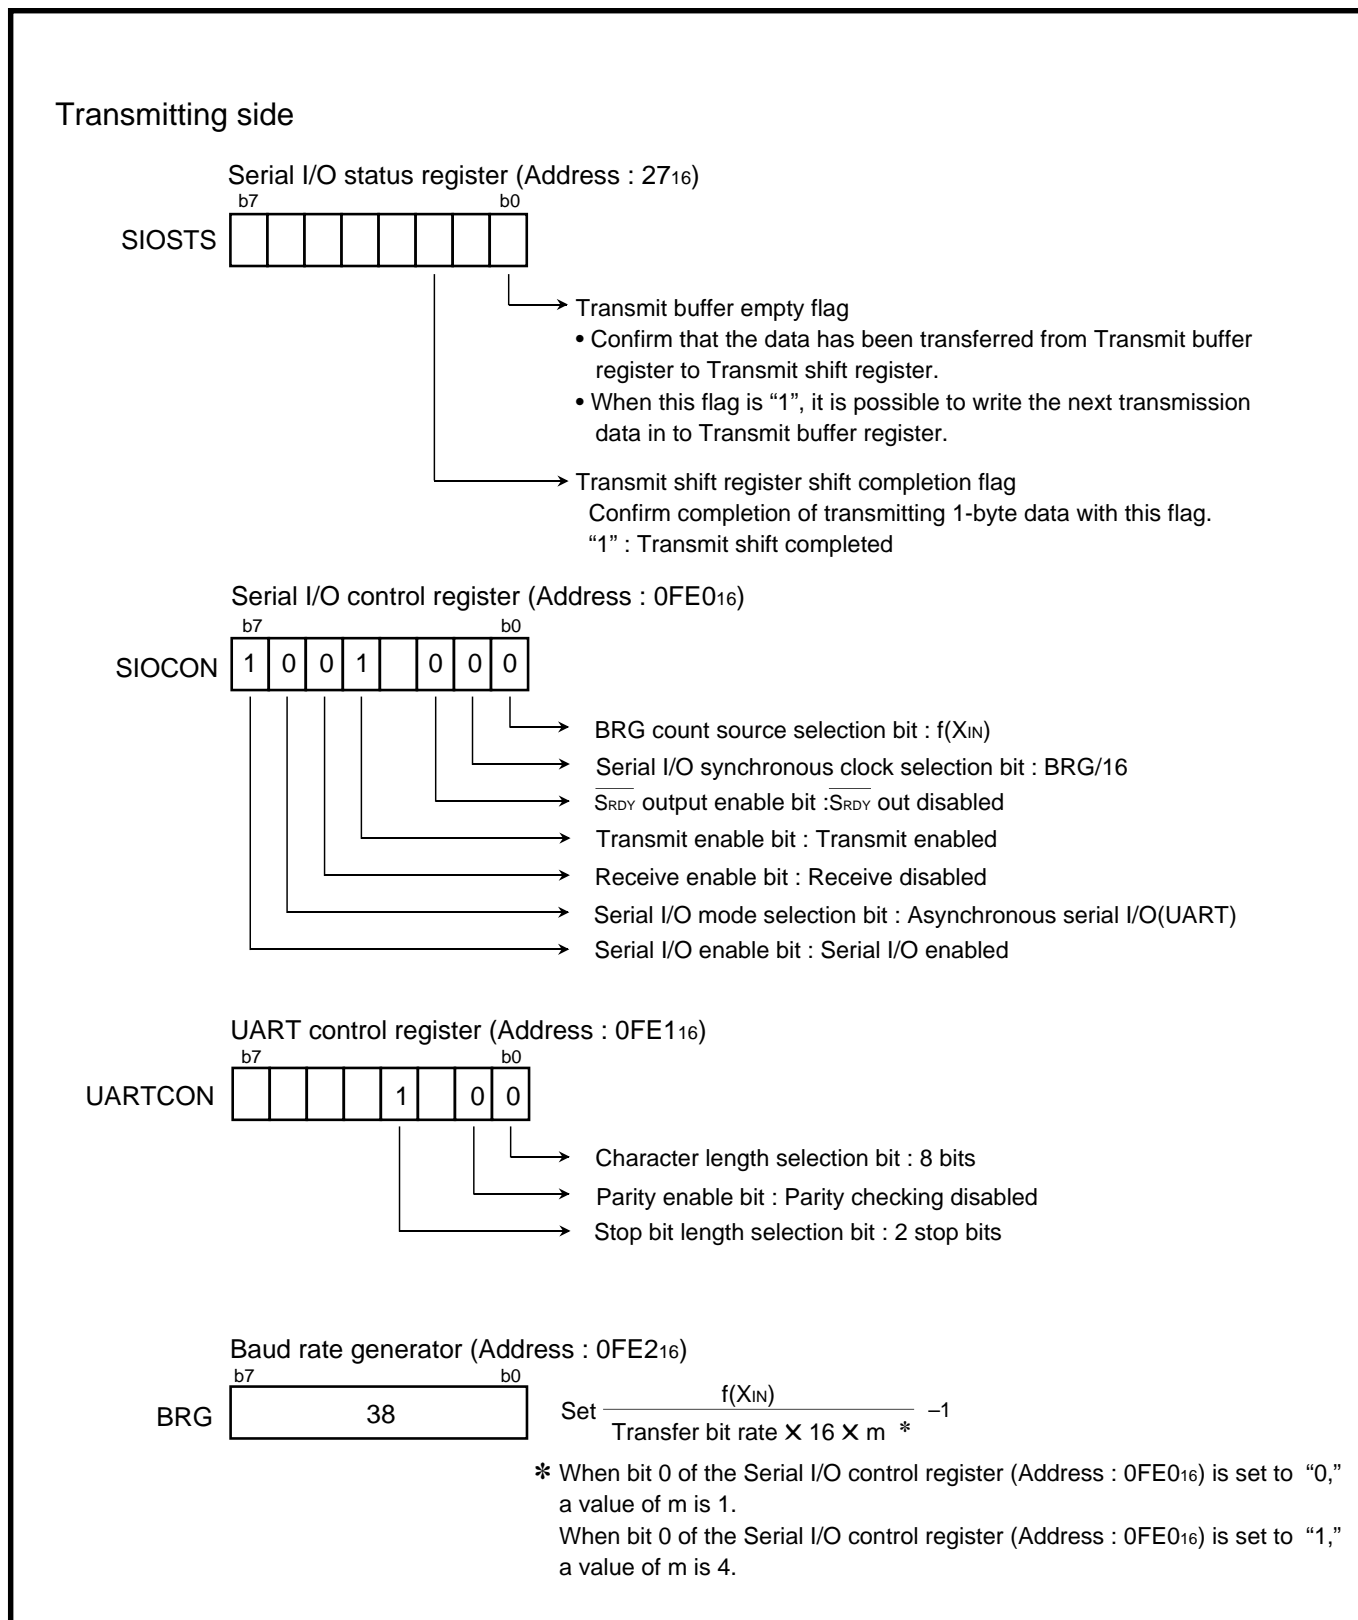 Transmitting side
Serial I/O status register (Address : 2716)
b7 b0
SIOSTS
Transmit buffer empty flag
• Confirm that the data has been transferred from Transmit buffer
register to Transmit shift register.
• When this flag is “1”, it is possible to write the next transmission
data in to Transmit buffer register.
Transmit shift register shift completion flag
Confirm completion of transmitting 1-byte data with this flag.
“1” : Transmit shift completed
Serial I/O control register (Address : 0FE016)
b7 b0
SIOCON 1 0 0 1 0 0 0
BRG count source selection bit : f(XIN)
Serial I/O synchronous clock selection bit : BRG/16
SRDY output enable bit :SRDY out disabled
Transmit enable bit : Transmit enabled
Receive enable bit : Receive disabled
Serial I/O mode selection bit : Asynchronous serial I/O(UART)
Serial I/O enable bit : Serial I/O enabled
UART control register (Address : 0FE116)
b7 b0
UARTCON 1 0 0
Character length selection bit : 8 bits
Parity enable bit : Parity checking disabled
Stop bit length selection bit : 2 stop bits
Baud rate generator (Address : 0FE216)
b7 b0
BRG 38
f(XIN)
Set –1
Transfer bit rate ✕ 16 ✕ m ✻
✻ When bit 0 of the Serial I/O control register (Address : 0FE016) is set to “0,”
a value of m is 1.
When bit 0 of the Serial I/O control register (Address : 0FE016) is set to “1,”
a value of m is 4.